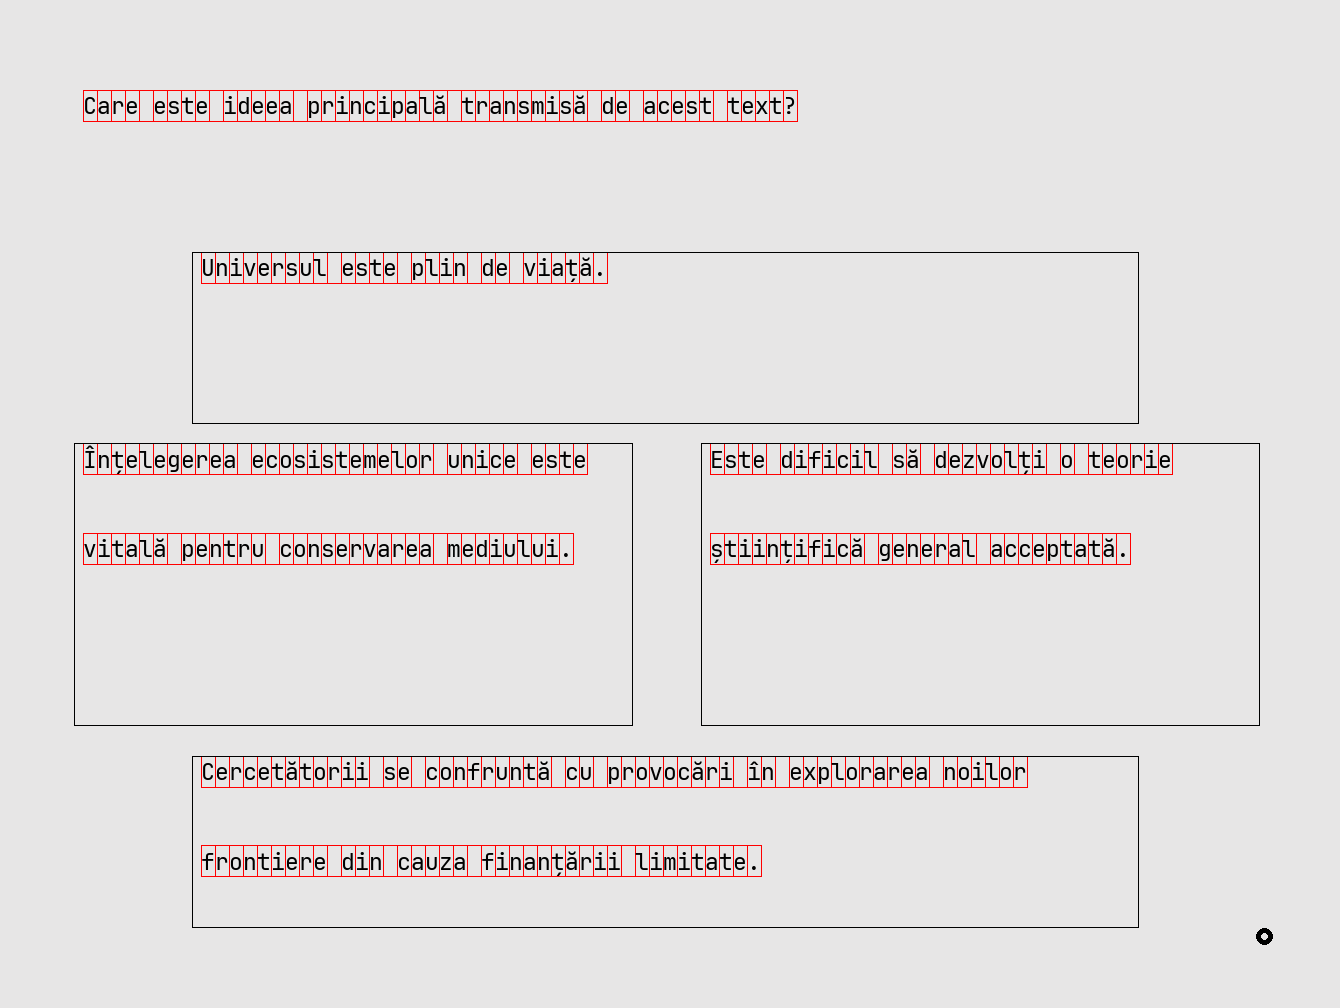 Care este ideea principală transmisă de acest text?
Universul este plin de viață.
Înțelegerea ecosistemelor unice este
vitală pentru conservarea mediului.
Este dificil să dezvolți o teorie
științifică general acceptată.
Cercetătorii se confruntă cu provocări în explorarea noilor
frontiere din cauza finanțării limitate.